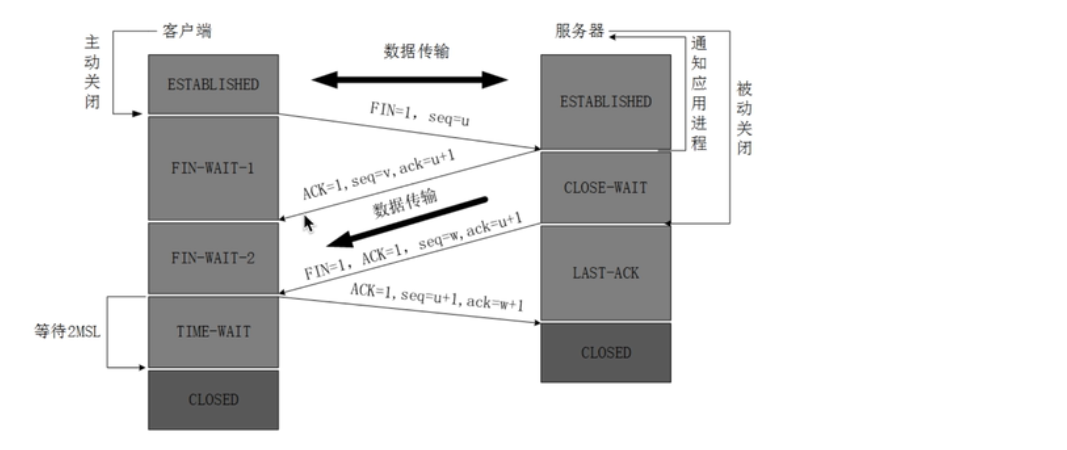 客户端
服务器
主动关闭
数据传输
通知应用进程
被动关闭
ESTABLISHED
ESTABLISHED
FIN=1, seq=u
FIN-WAIT-1
ACK=1,seq=v,ack=u+1
CLOSE-WAIT
数据传输
FIN-WAIT-2
FIN=1, ACK=1, seq=w,ack=u+1
LAST-ACK
ACK=1,seq=u+1,ack=w+1
等待2MSL
TIME-WAIT
CLOSED
CLOSED